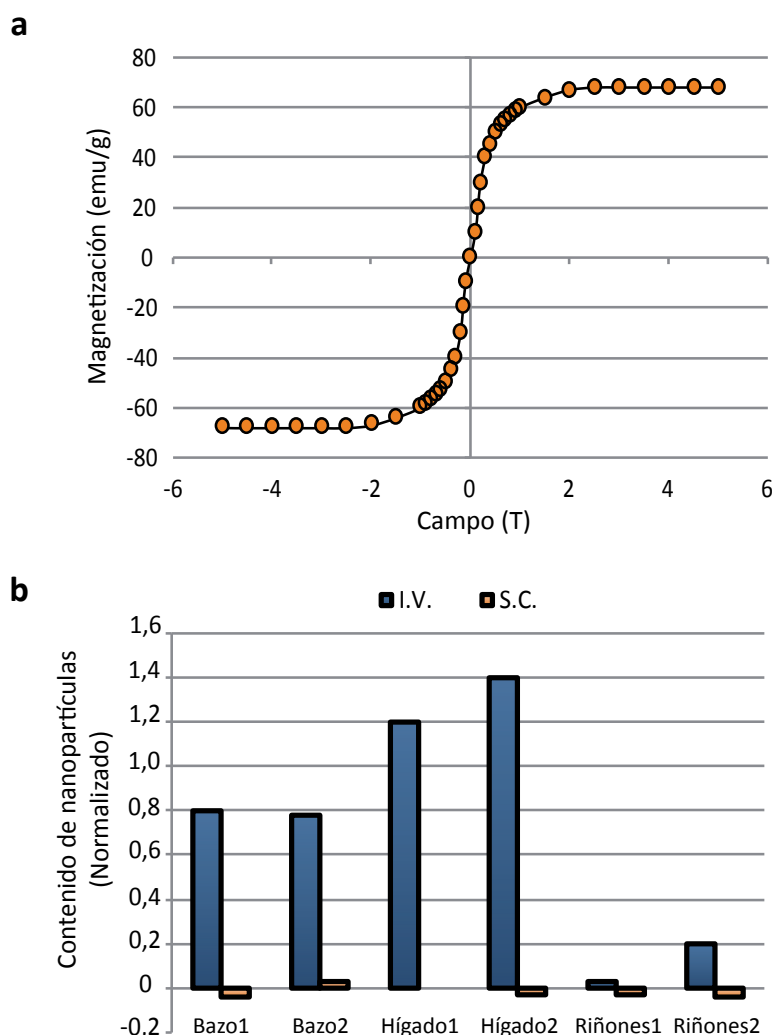 a
80
60
40
20
0
-20
-40
-60
-80
Magnetización (emu/g)
-6 -4 -2 0 2 4 6
Campo (T)
b
I.V. S.C.
1,6
1,4
1,2
1
0,8
0,6
0,4
0,2
0
-0.2
Contenido de nanopartículas
(Normalizado)
Bazo1 Bazo2 Hígado1 Hígado2 Riñones1 Riñones2